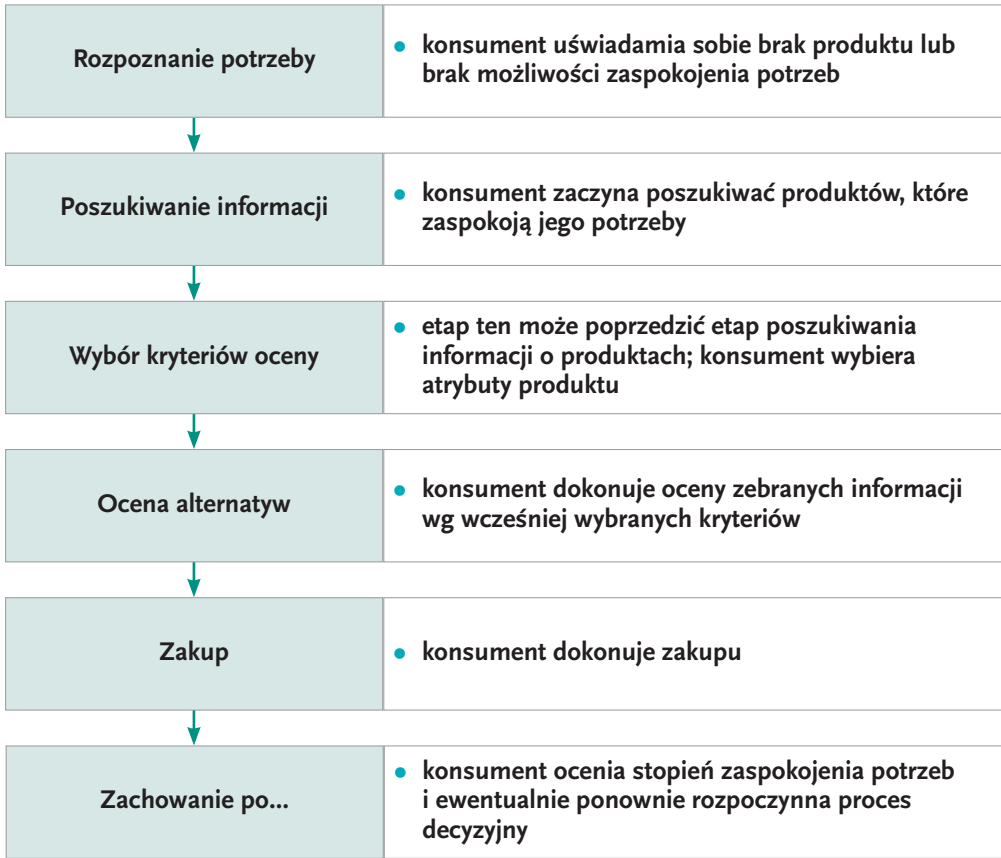 Rozpoznanie potrzeby
• konsument uświadamia sobie brak produktu lub
brak możliwości zaspokojenia potrzeb
Poszukiwanie informacji
• konsument zaczyna poszukiwać produktów, które
zaspokoją jego potrzeby
Wybór kryteriów oceny
• etap ten może poprzedzić etap poszukiwania
informacji o produktach; konsument wybiera
atrybuty produktu
Ocena alternatyw
• konsument dokonuje oceny zebranych informacji
wg wcześniej wybranych kryteriów
Zakup
• konsument dokonuje zakupu
Zachowanie po...
• konsument ocenia stopień zaspokojenia potrzeb
i ewentualnie ponownie rozpoczynna proces
decyzyjny